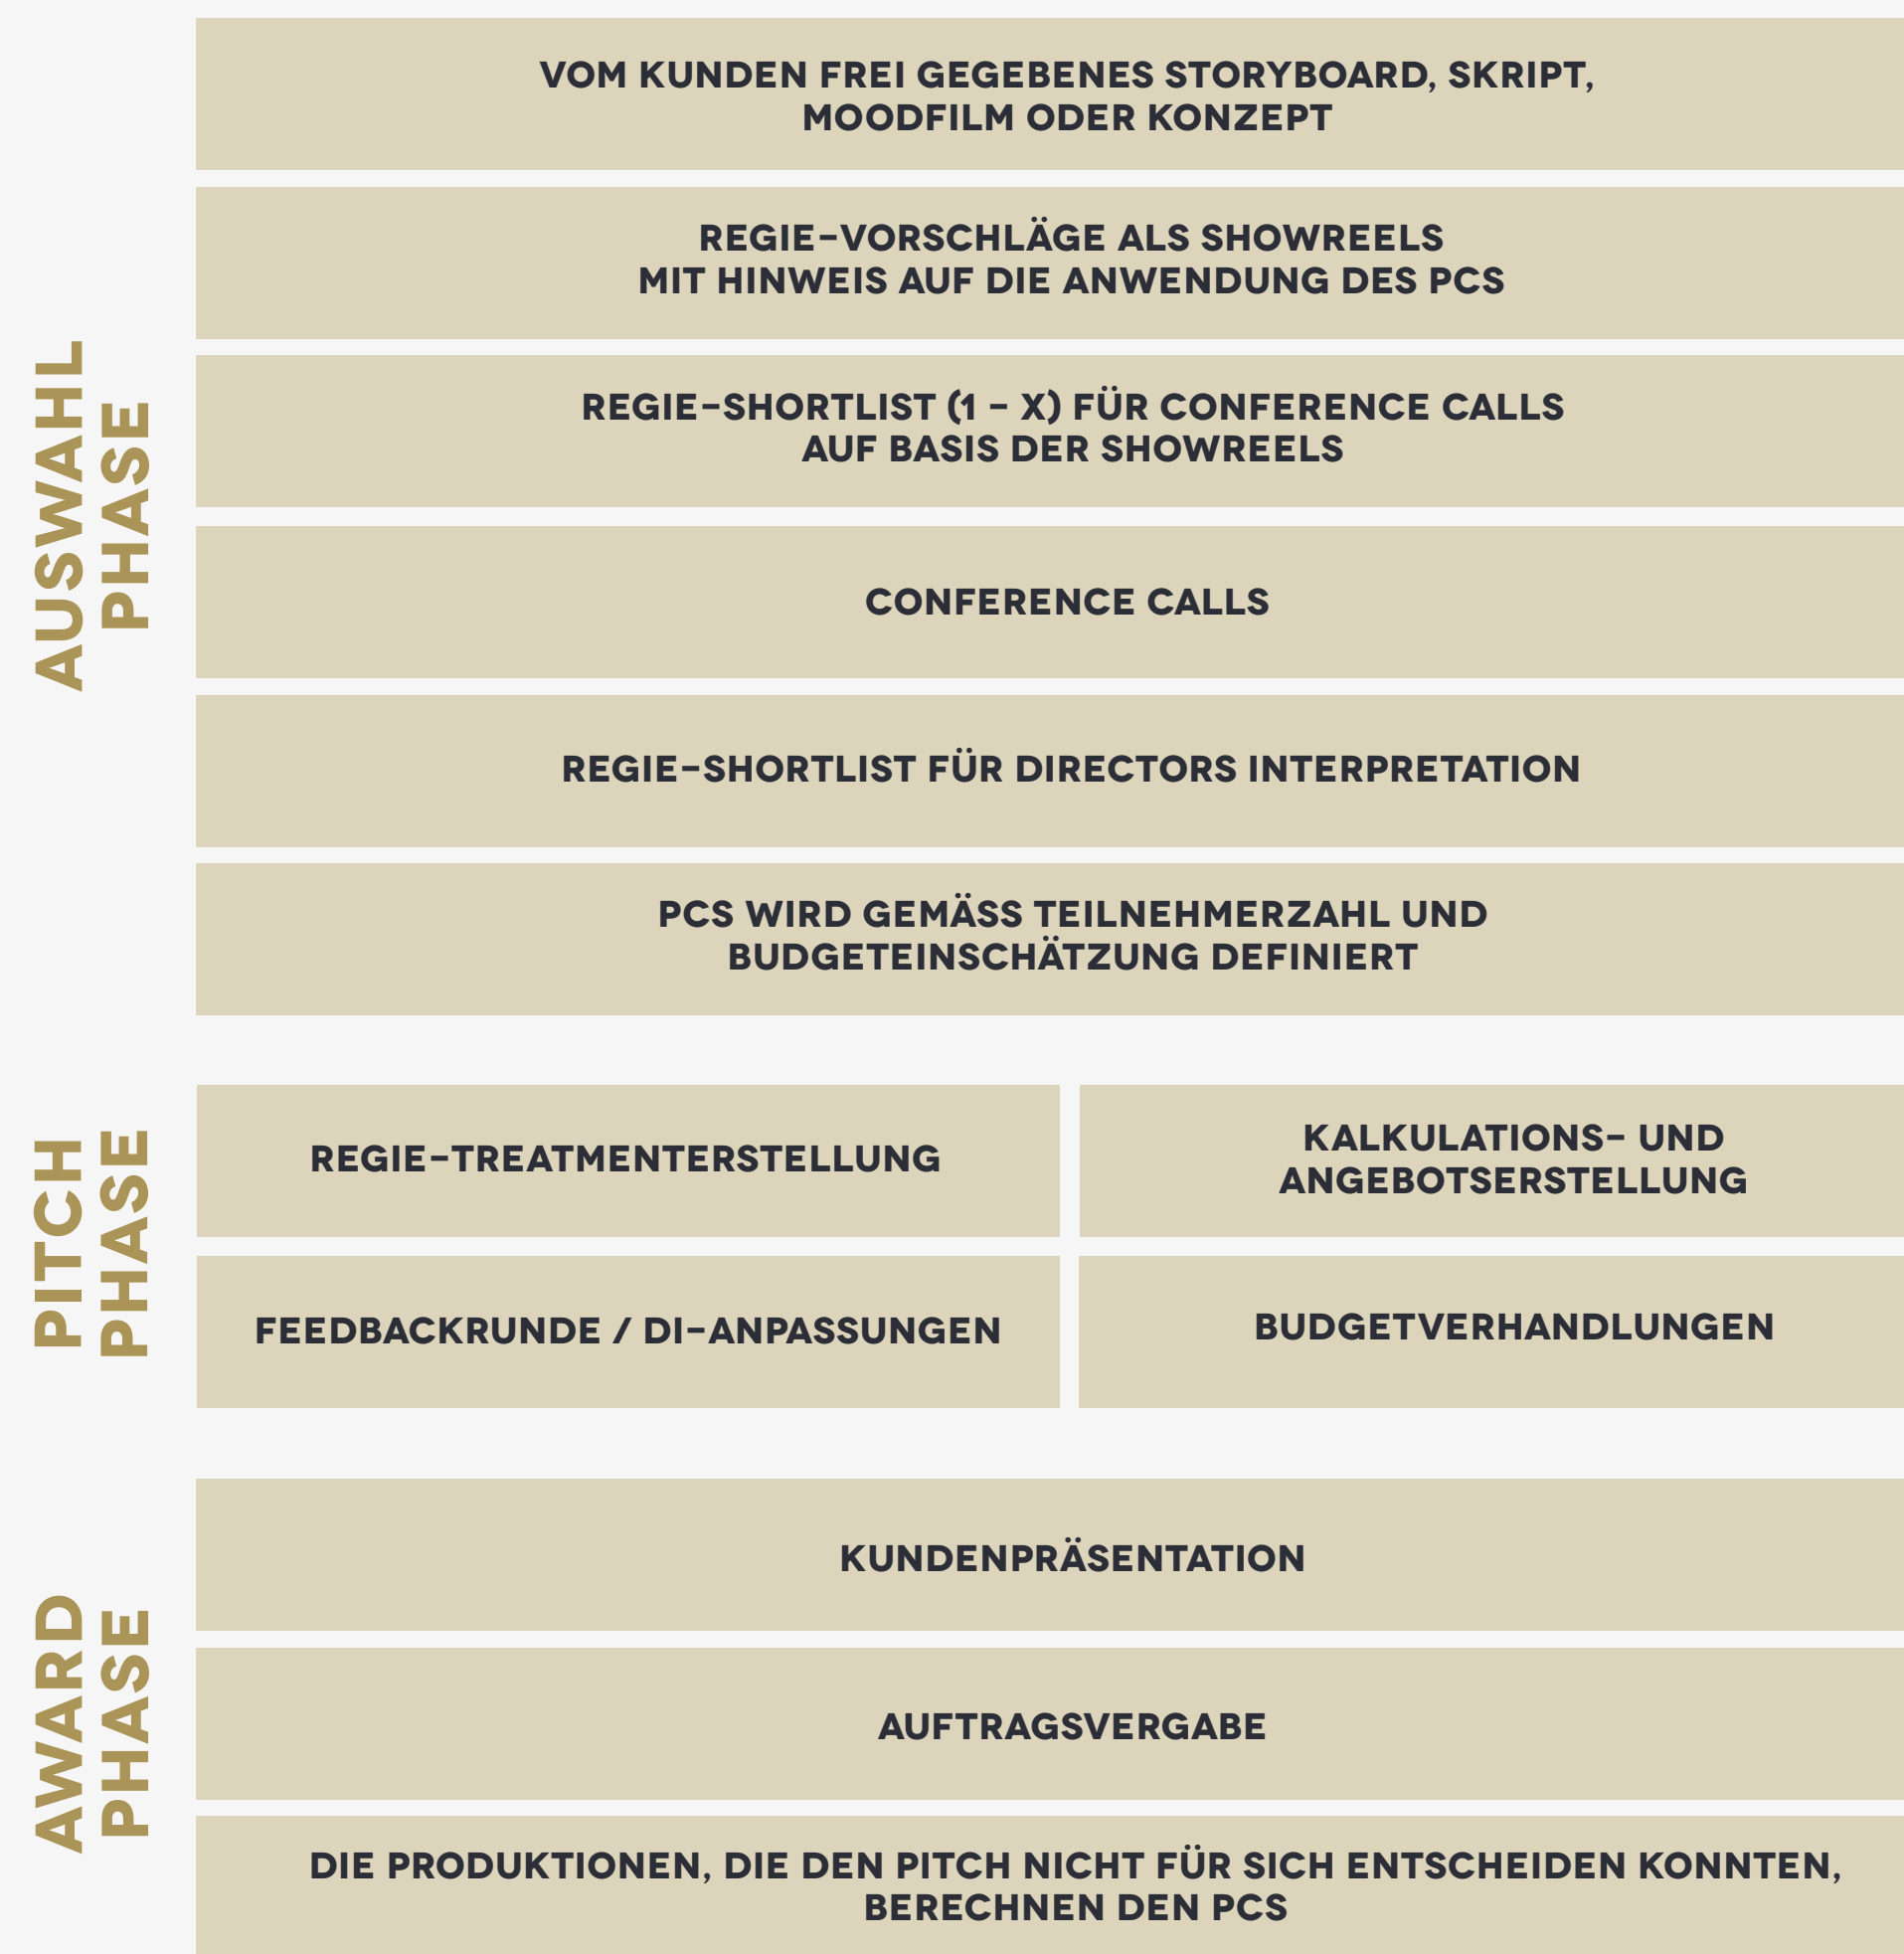 AUSWAHL
PHASE
VOM KUNDEN FREI GEGEBENES STORYBOARD, SKRIPT,
MOODFILM ODER KONZEPT
REGIE-VORSCHLÄGE ALS SHOWREELS
MIT HINWEIS AUF DIE ANWENDUNG DES PCS
REGIE-SHORTLIST (1 - X) FÜR CONFERENCE CALLS
AUF BASIS DER SHOWREELS
CONFERENCE CALLS
REGIE-SHORTLIST FÜR DIRECTORS INTERPRETATION
PCS WIRD GEMÄSS TEILNEHMERZAHL UND
BUDGETEINSCHÄTZUNG DEFINIERT
PITCH
PHASE
REGIE-TREATMENTERSTELLUNG
KALKULATIONS- UND
ANGEBOTSERSTELLUNG
FEEDBACKRUNDE / DI-ANPASSUNGEN
BUDGETVERHANDLUNGEN
AWARD
PHASE
KUNDENPRÄSENTATION
AUFTRAGSVERGABE
DIE PRODUKTIONEN, DIE DEN PITCH NICHT FÜR SICH ENTSCHEIDEN KONNTEN,
BERECHNEN DEN PCS